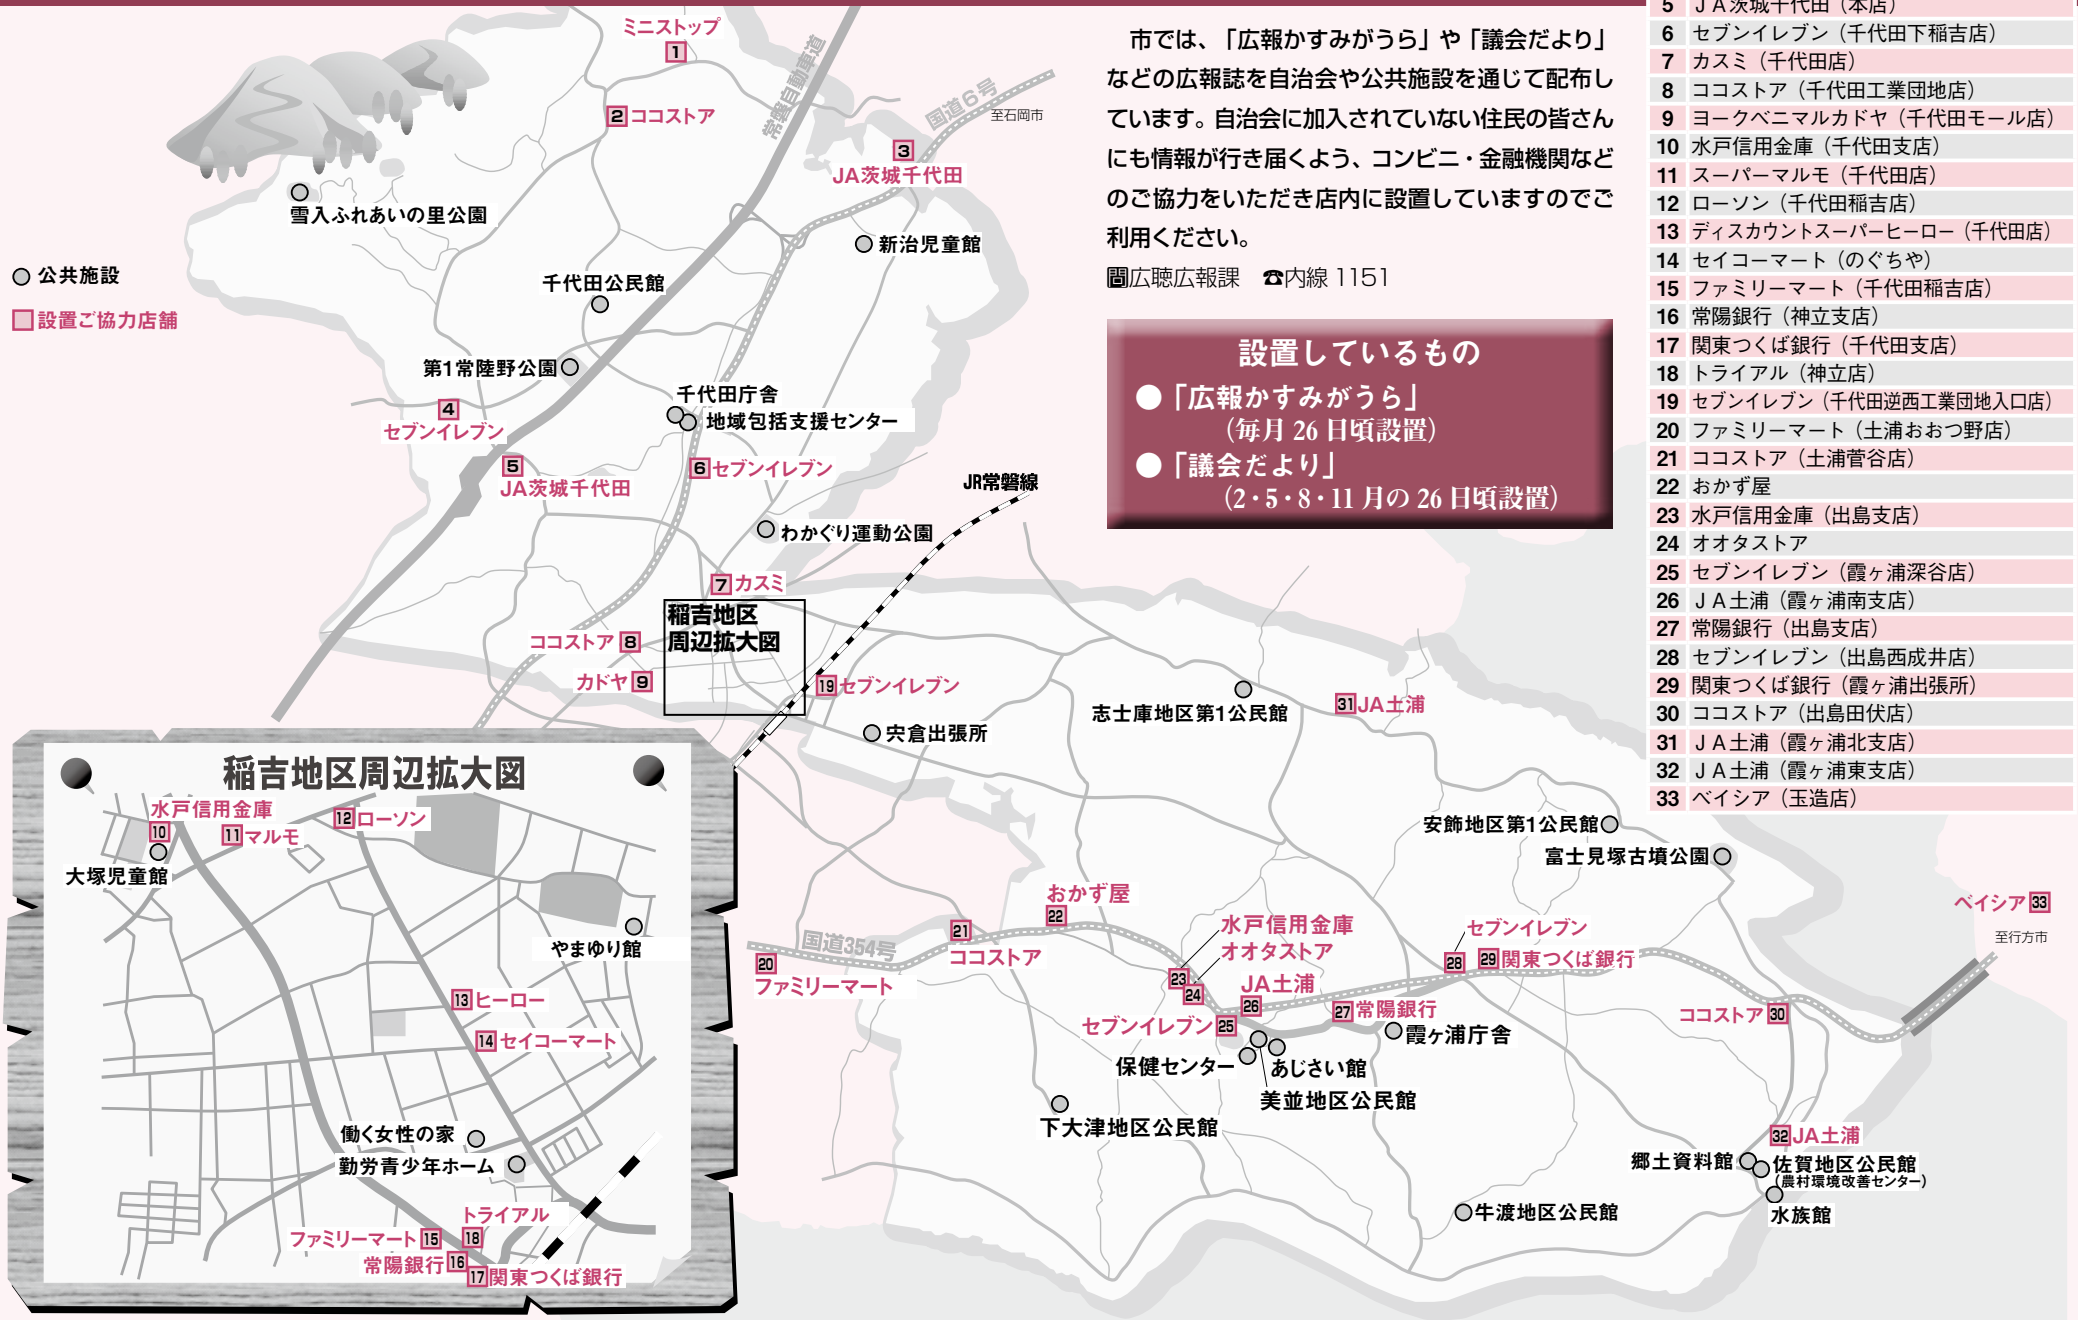 市では、「広報かすみがうら」や「議会だより」
などの広報誌を自治会や公共施設を通じて配布し
ています。自治会に加入されていない住民の皆さん
にも情報が行き届くよう、コンビニ・金融機関など
のご協力をいただき店内に設置していますのでご
利用ください。
問広聴広報課 ☎内線1151
設置しているもの
●「広報かすみがうら」
（毎月26日頃設置）
●「議会だより」
（2・5・8・11月の26日頃設置）
5 ＪＡ茨城千代田（本店）
6 セブンイレブン（千代田下稲吉店）
7 カスミ（千代田店）
8 ココストア（千代田工業団地店）
9 ヨークベニマルカドヤ（千代田モール店）
10 水戸信用金庫（千代田支店）
11 スーパーマルモ（千代田店）
12 ローソン（千代田稲吉店）
13 ディスカウントスーパーヒーロー（千代田店）
14 セイコーマート（のぐちや）
15 ファミリーマート（千代田稲吉店）
16 常陽銀行（神立支店）
17 関東つくば銀行（千代田支店）
18 トライアル（神立店）
19 セブンイレブン（千代田逆西工業団地入口店）
20 ファミリーマート（土浦おおつ野店）
21 ココストア（土浦菅谷店）
22 おかず屋
23 水戸信用金庫（出島支店）
24 オオタストア
25 セブンイレブン（霞ヶ浦深谷店）
26 ＪＡ土浦（霞ヶ浦南支店）
27 常陽銀行（出島支店）
28 セブンイレブン（出島西成井店）
29 関東つくば銀行（霞ヶ浦出張所）
30 ココストア（出島田伏店）
31 ＪＡ土浦（霞ヶ浦北支店）
32 ＪＡ土浦（霞ヶ浦東支店）
33 ベイシア（玉造店）
公共施設
設置ご協力店舗
ミニストップ
1
2 ココストア
常磐自動車道
国道6号
至石岡市
3
JA茨城千代田
雪入ふれあいの里公園
新治児童館
千代田公民館
第1常陸野公園
千代田庁舎
地域包括支援センター
4
セブンイレブン
5
JA茨城千代田
6 セブンイレブン
JR常磐線
わかぐり運動公園
7 カスミ
稲吉地区
周辺拡大図
ココストア 8
カドヤ 9
19 セブンイレブン
宍倉出張所
志士庫地区第1公民館
31 JA土浦
安飾地区第1公民館
富士見塚古墳公園
ベイシア 33
至行方市
国道354号
20
ファミリーマート
21
ココストア
おかず屋
22
水戸信用金庫
オオタストア
23
24
JA土浦
26
セブンイレブン 25
27 常陽銀行
セブンイレブン
28
29 関東つくば銀行
ココストア 30
霞ヶ浦庁舎
保健センター
あじさい館
美並地区公民館
下大津地区公民館
32 JA土浦
郷土資料館
佐賀地区公民館
（農村環境改善センター）
水族館
牛渡地区公民館
稲吉地区周辺拡大図
水戸信用金庫
10
11 マルモ
12 ローソン
大塚児童館
やまゆり館
13 ヒーロー
14 セイコーマート
働く女性の家
勤労青少年ホーム
トライアル
18
ファミリーマート 15
常陽銀行 16
17 関東つくば銀行